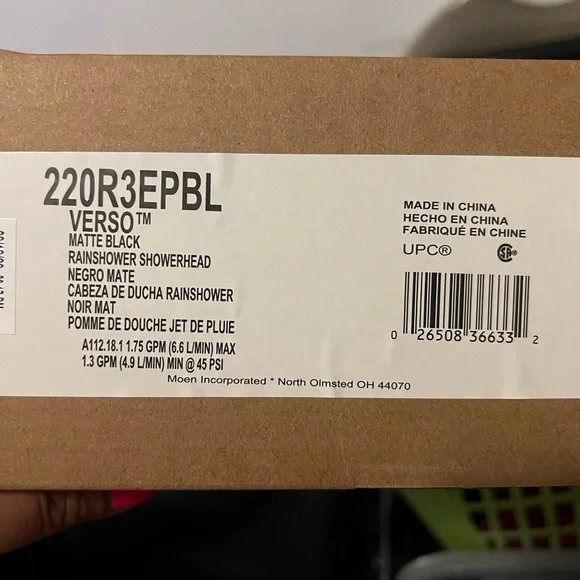 220R3EPBL
VERSO™
MATTE BLACK
RAINSHOWER SHOWERHEAD
NEGRO MATE
CABEZA DE DUCHA RAINSHOWER
NOIR MAT
POMME DE DOUCHE JET DE PLUIE
A112.18.1 1.75 GPM (6.6 L/MIN) MAX
1.3 GPM (4.9 L/MIN) MIN @ 45 PSI
MADE IN CHINA
HECHO EN CHINA
FABRIQUÉ EN CHINE
UPC®
0 26508 36633 2
Moen Incorporated * North Olmsted OH 44070